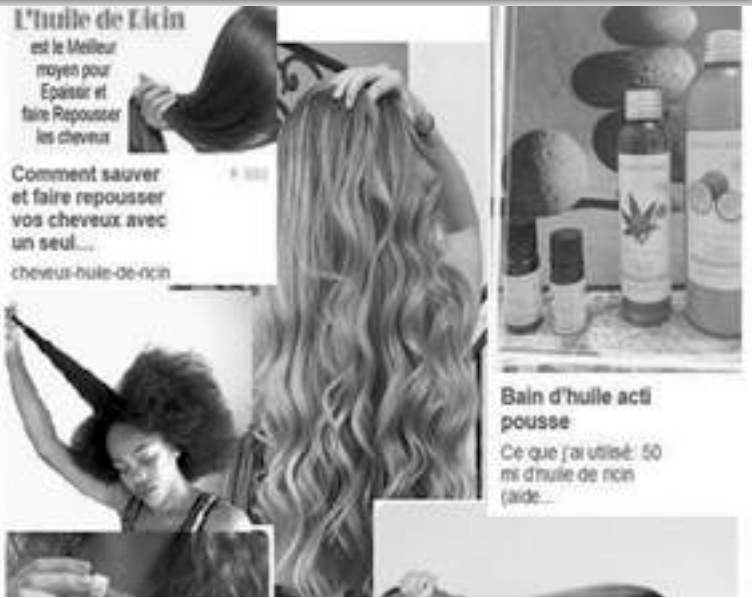 L'huile de Ricin
est le Meilleur
moyen pour
Epaissir et
faire Repousser
les cheveux
Comment sauver
et faire repousser
vos cheveux avec
un seul...
cheveux-huile-de-ricin
Bain d'huile acti
pousse
Ce que j'ai utilisé: 50
ml d'huile de ricin
(aide...